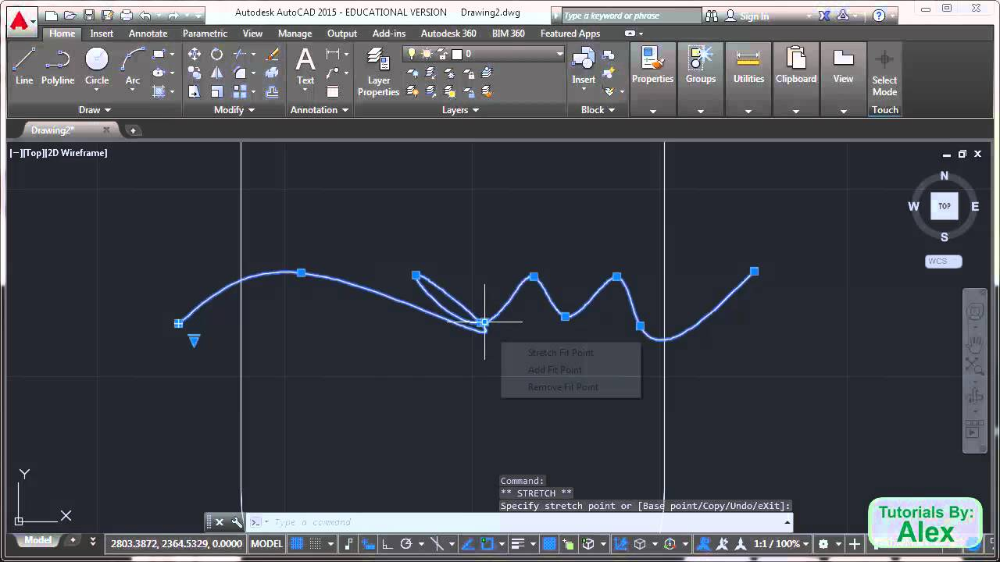 Autodesk AutoCAD 2015 - EDUCATIONAL VERSION Drawing2.dwg
Type a keyword or phrase
Sign In
Home Insert Annotate Parametric View Manage Output Add-ins Autodesk 360 BIM 360 Featured Apps
0
Line Polyline Circle Arc
Text
Layer Properties
Insert
Properties Groups Utilities Clipboard View
Select Mode
Draw Modify Annotation Layers Block Touch
Drawing2*
[−][Top][2D Wireframe]
N
W TOP E
S
WCS
Stretch Fit Point
Add Fit Point
Remove Fit Point
Command:
** STRETCH **
Specify stretch point or [Base point/Copy/Undo/eXit]:
Y
X
Type a command
Tutorials By:
Alex
Model
2803.3872, 2364.5329, 0.0000 MODEL 1:1 / 100%